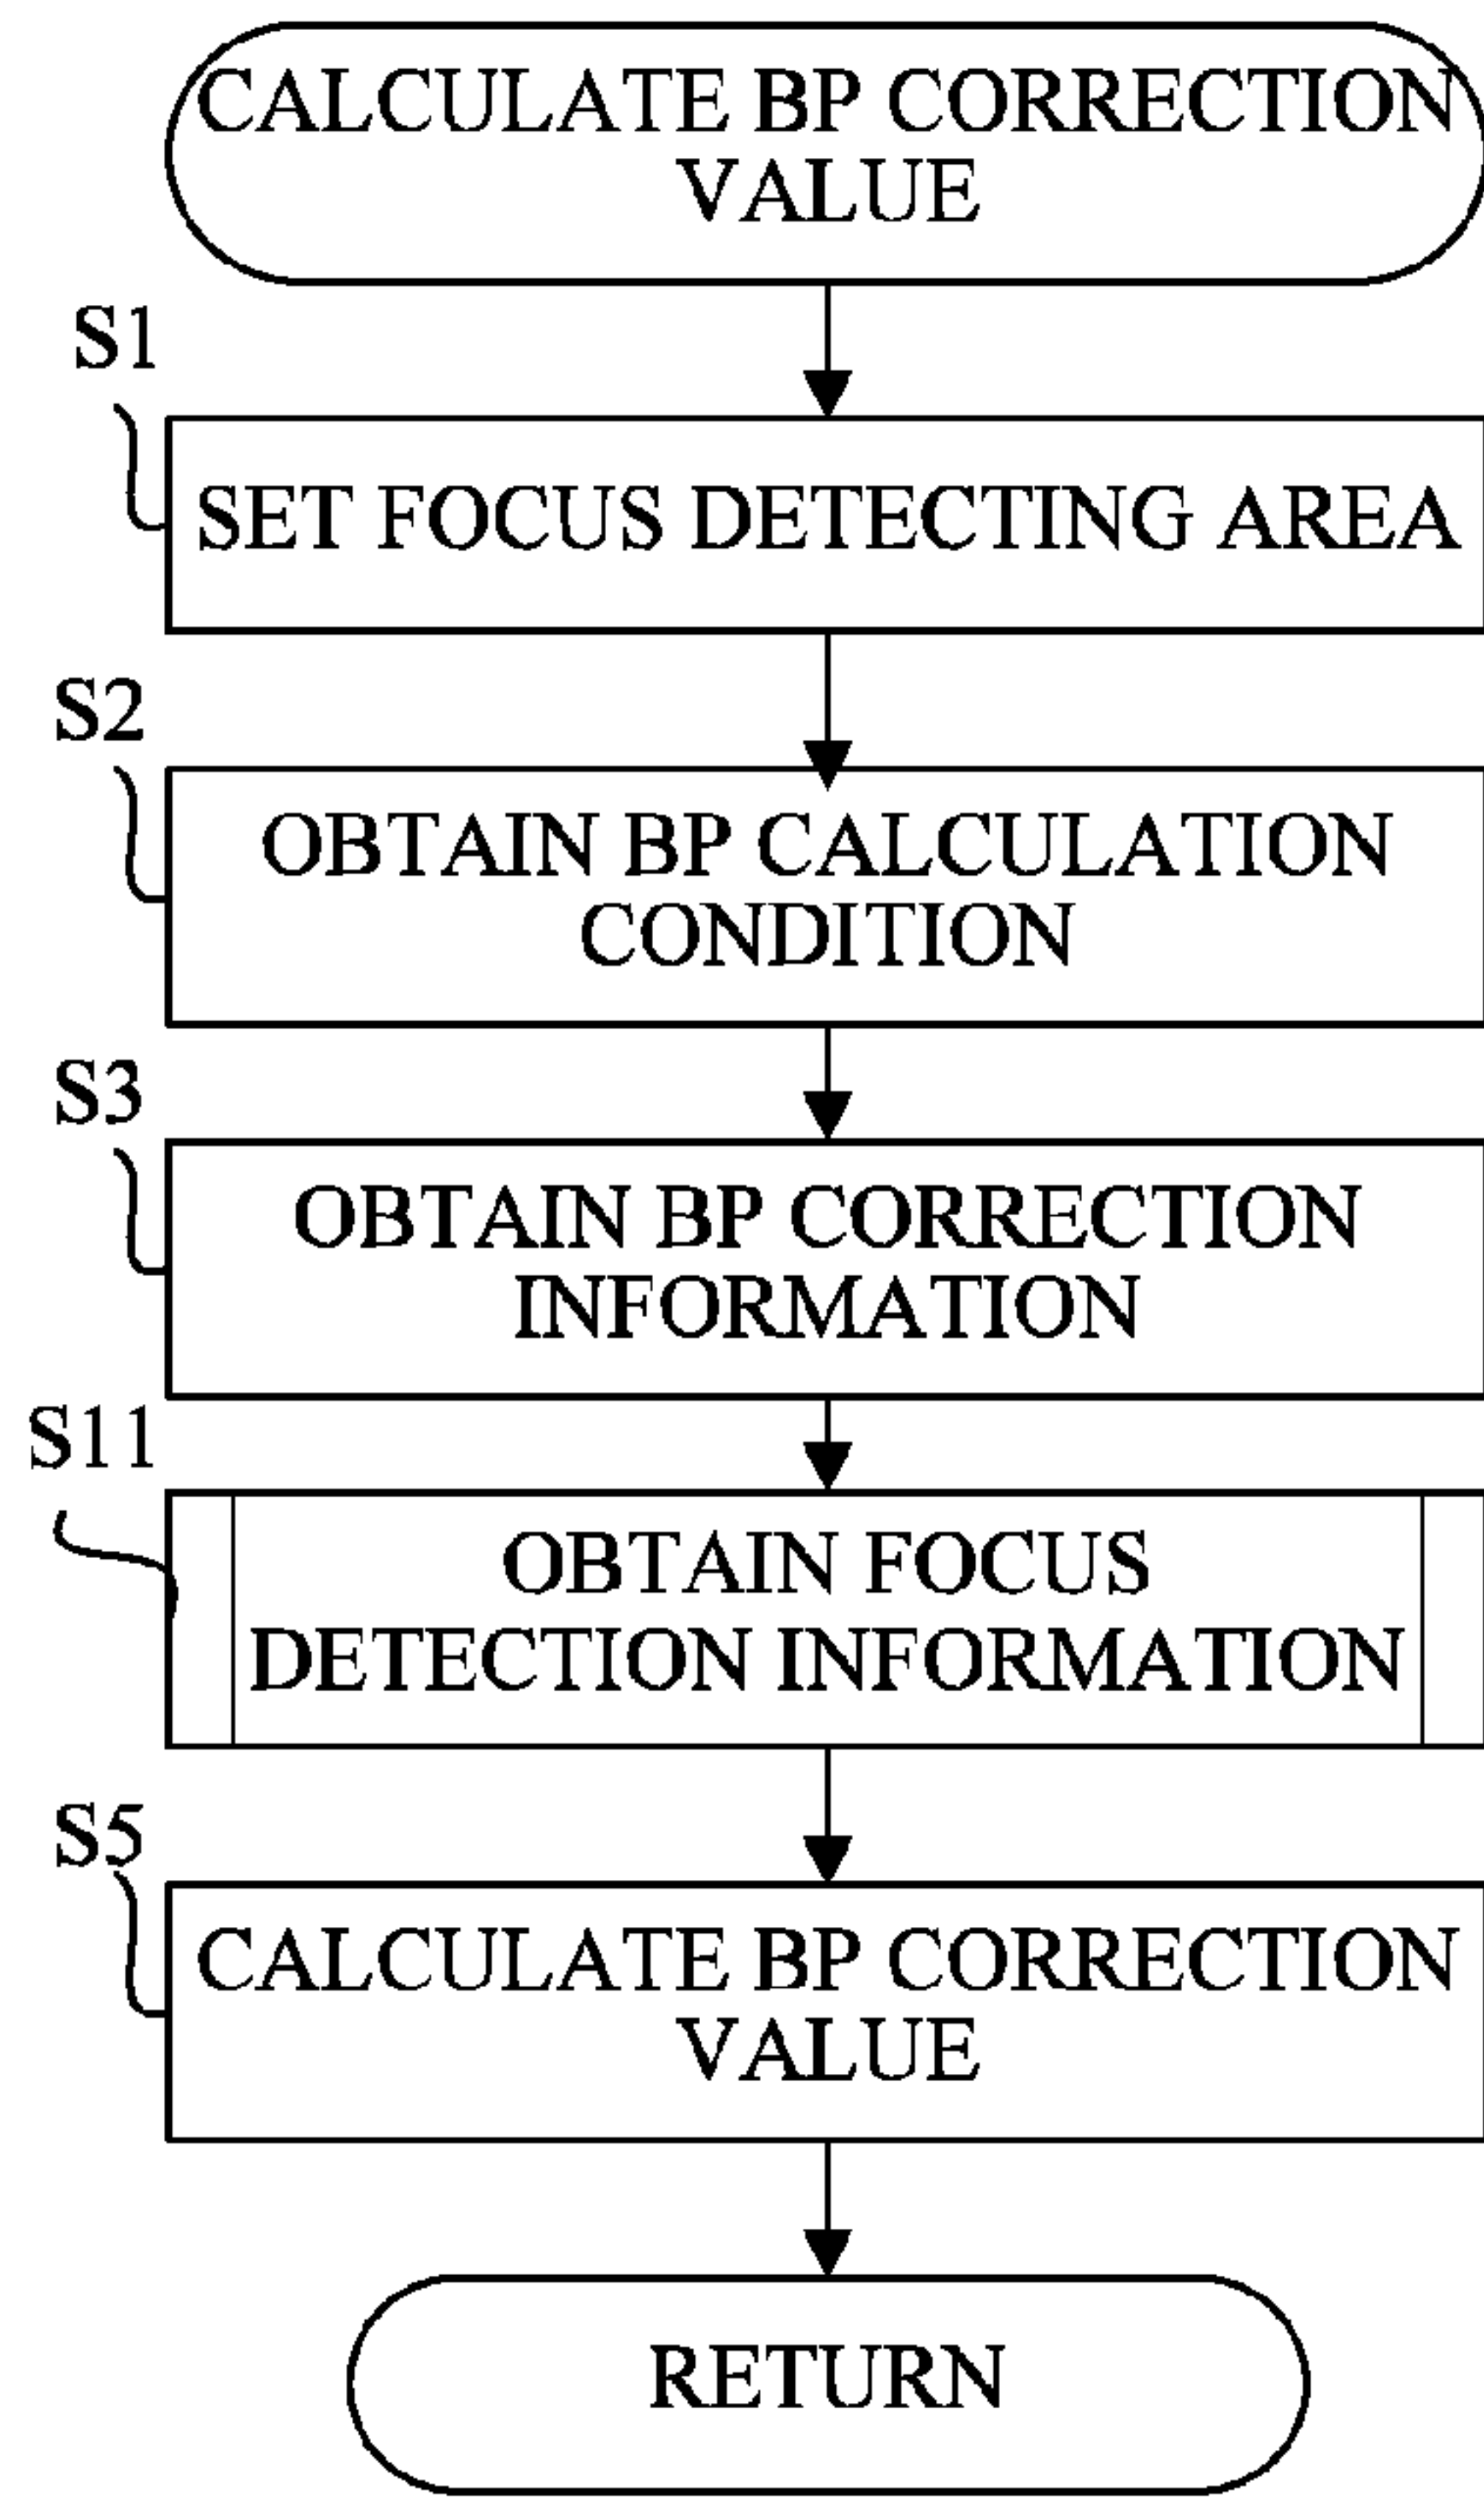 CALCULATE BP CORRECTION
VALUE
S1
SET FOCUS DETECTING AREA
S2
OBTAIN BP CALCULATION
CONDITION
S3
OBTAIN BP CORRECTION
INFORMATION
S11
OBTAIN FOCUS
DETECTION INFORMATION
S5
CALCULATE BP CORRECTION
VALUE
RETURN